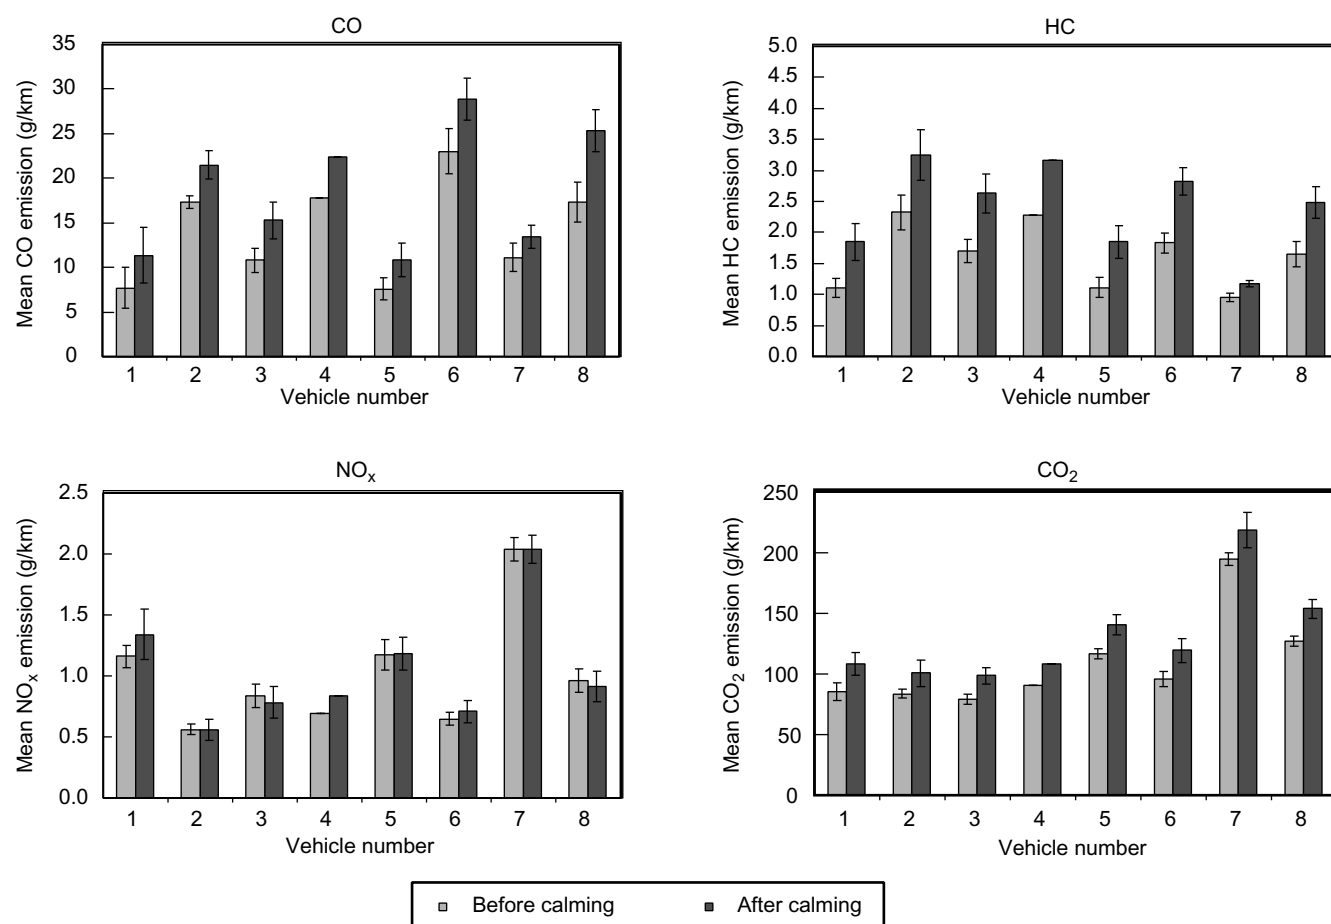 CO
35
30
25
20
15
10
5
0
Mean CO emission (g/km)
1 2 3 4 5 6 7 8
Vehicle number
HC
5.0
4.5
4.0
3.5
3.0
2.5
2.0
1.5
1.0
0.5
0.0
Mean HC emission (g/km)
1 2 3 4 5 6 7 8
Vehicle number
NOx
2.5
2.0
1.5
1.0
0.5
0.0
Mean NOx emission (g/km)
1 2 3 4 5 6 7 8
Vehicle number
CO2
250
200
150
100
50
0
Mean CO2 emission (g/km)
1 2 3 4 5 6 7 8
Vehicle number
Before calming After calming